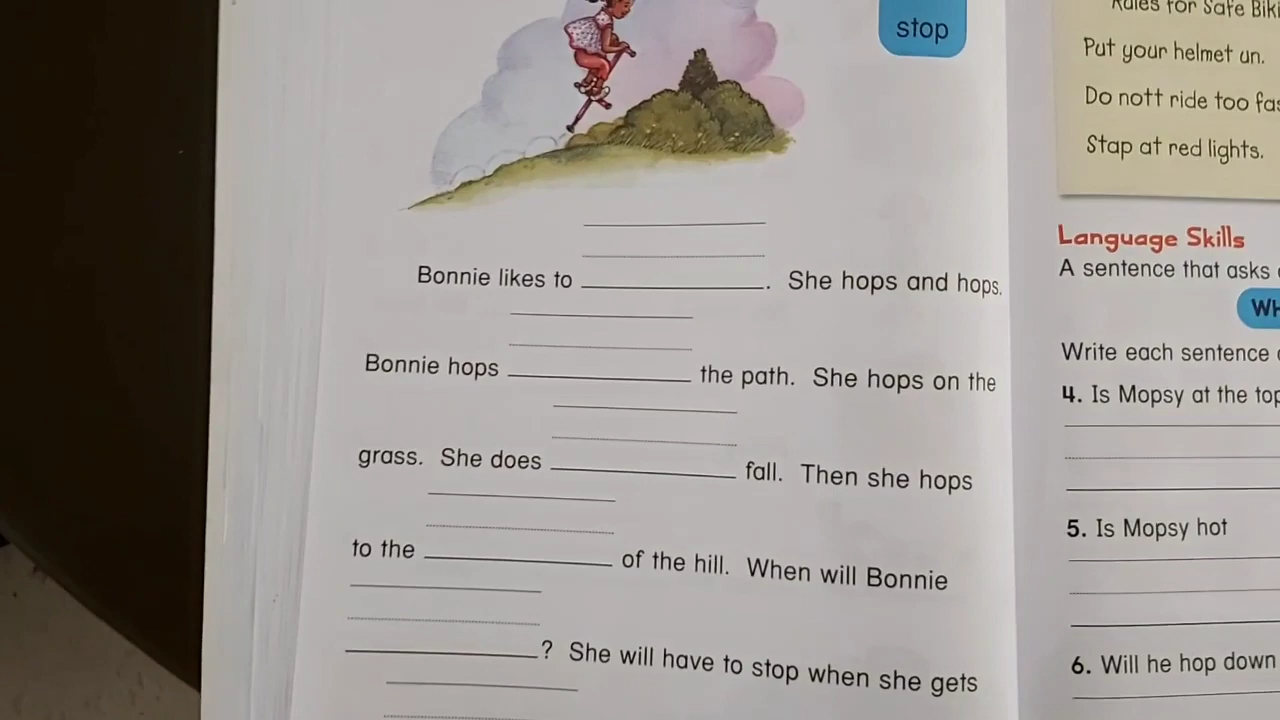 stop
Bonnie likes to . She hops and hops.
Bonnie hops the path. She hops on the
grass. She does fall. Then she hops
to the of the hill. When will Bonnie
? She will have to stop when she gets
Rules for Safe Biki
Put your helmet un.
Do nott ride too fas
Stap at red lights.
Language Skills
A sentence that asks
Wh
Write each sentence
4. Is Mopsy at the top
5. Is Mopsy hot
6. Will he hop down